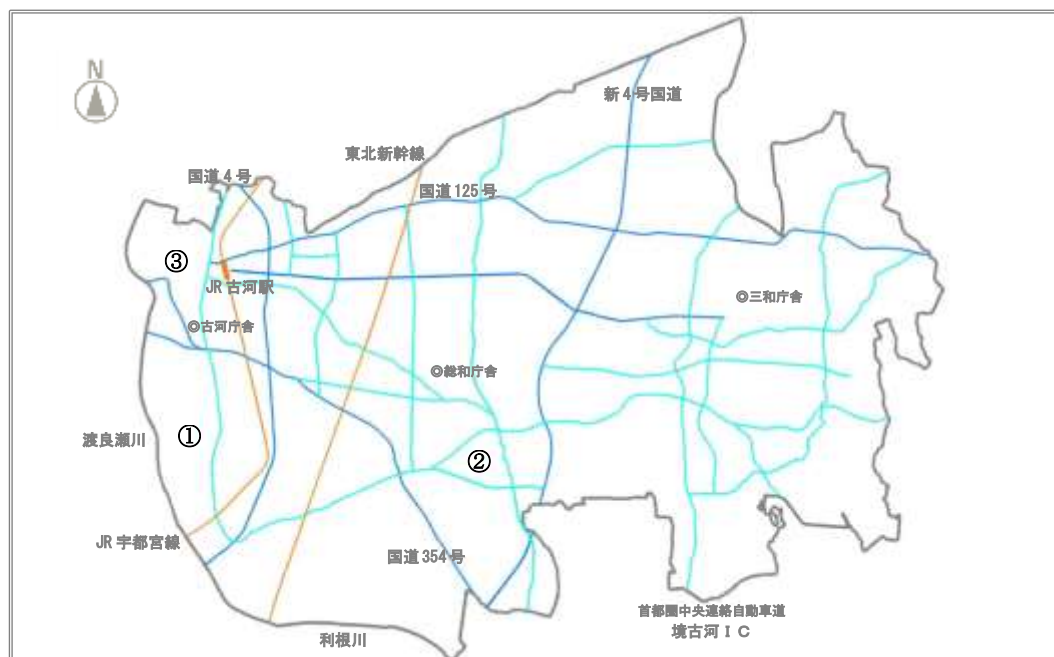 N
新4号国道
東北新幹線
国道4号
国道125号
③
JR古河駅
◎三和庁舎
◎古河庁舎
◎総和庁舎
渡良瀬川
①
②
JR宇都宮線
国道354号
首都圏中央連絡自動車道
境古河IC
利根川